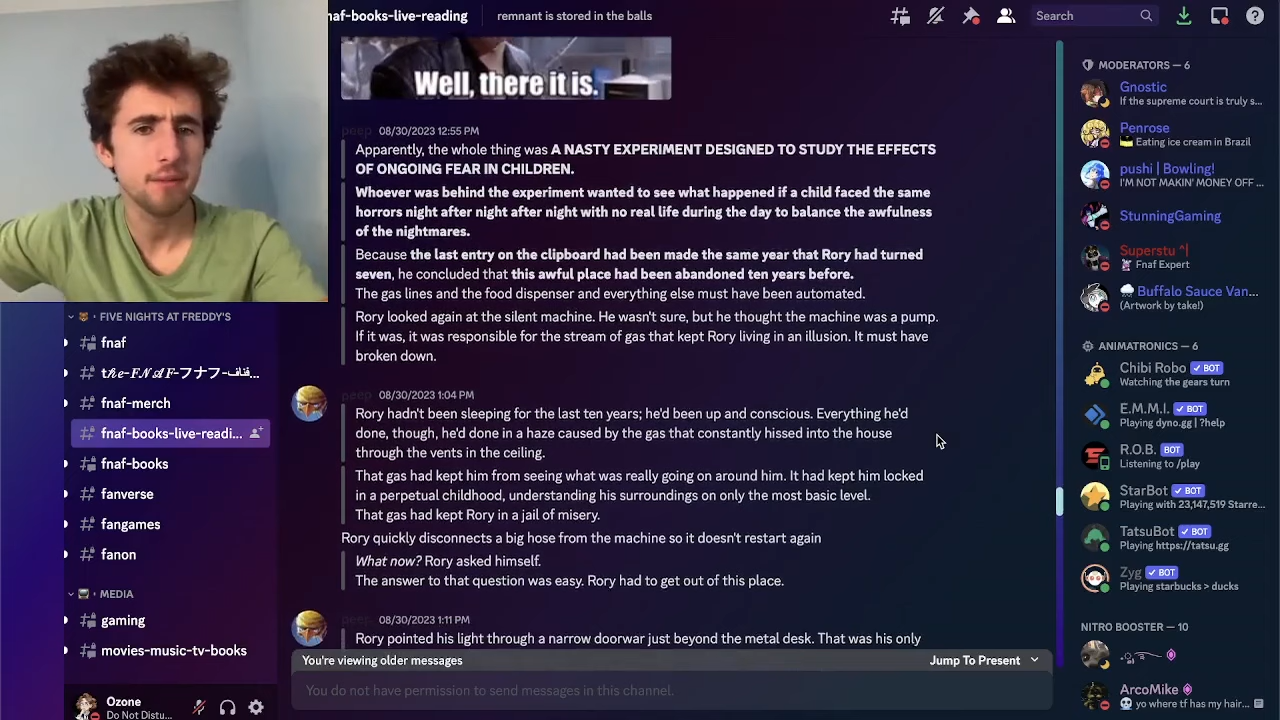 fnaf-books-live-reading
remnant is stored in the balls
Search
Well, there it is.
peep 08/30/2023 12:55 PM
Apparently, the whole thing was A NASTY EXPERIMENT DESIGNED TO STUDY THE EFFECTS
OF ONGOING FEAR IN CHILDREN.
Whoever was behind the experiment wanted to see what happened if a child faced the same
horrors night after night after night with no real life during the day to balance the awfulness
of the nightmares.
Because the last entry on the clipboard had been made the same year that Rory had turned
seven, he concluded that this awful place had been abandoned ten years before.
The gas lines and the food dispenser and everything else must have been automated.
Rory looked again at the silent machine. He wasn't sure, but he thought the machine was a pump.
If it was, it was responsible for the stream of gas that kept Rory living in an illusion. It must have
broken down.
peep 08/30/2023 1:04 PM
Rory hadn't been sleeping for the last ten years; he'd been up and conscious. Everything he'd
done, though, he'd done in a haze caused by the gas that constantly hissed into the house
through the vents in the ceiling.
That gas had kept him from seeing what was really going on around him. It had kept him locked
in a perpetual childhood, understanding his surroundings on only the most basic level.
That gas had kept Rory in a jail of misery.
Rory quickly disconnects a big hose from the machine so it doesn't restart again
What now? Rory asked himself.
The answer to that question was easy. Rory had to get out of this place.
peep 08/30/2023 1:11 PM
Rory pointed his light through a narrow doorwar just beyond the metal desk. That was his only
You're viewing older messages
Jump To Present
You do not have permission to send messages in this channel.
FIVE NIGHTS AT FREDDY'S
fnaf
fnaf-merch
fnaf-books-live-readi...
fnaf-books
fanverse
fangames
fanon
MEDIA
gaming
movies-music-tv-books
Ozone
Do Not Distu...
MODERATORS — 6
Gnostic
If the supreme court is truly s...
Penrose
Eating ice cream in Brazil
pushi | Bowling!
I'M NOT MAKIN' MONEY OFF ...
StunningGaming
Superstu ^|
Fnaf Expert
Buffalo Sauce Van...
(Artwork by take!)
ANIMATRONICS — 6
Chibi Robo ✓ BOT
Watching the gears turn
E.M.M.I. ✓ BOT
Playing dyno.gg | ?help
R.O.B. BOT
Listening to /play
StarBot ✓ BOT
Playing with 23,147,519 Starre...
TatsuBot ✓ BOT
Playing https://tatsu.gg
Zyg ✓ BOT
Playing starbucks > ducks
NITRO BOOSTER — 10
ArcoMike
yo where tf has my hair...